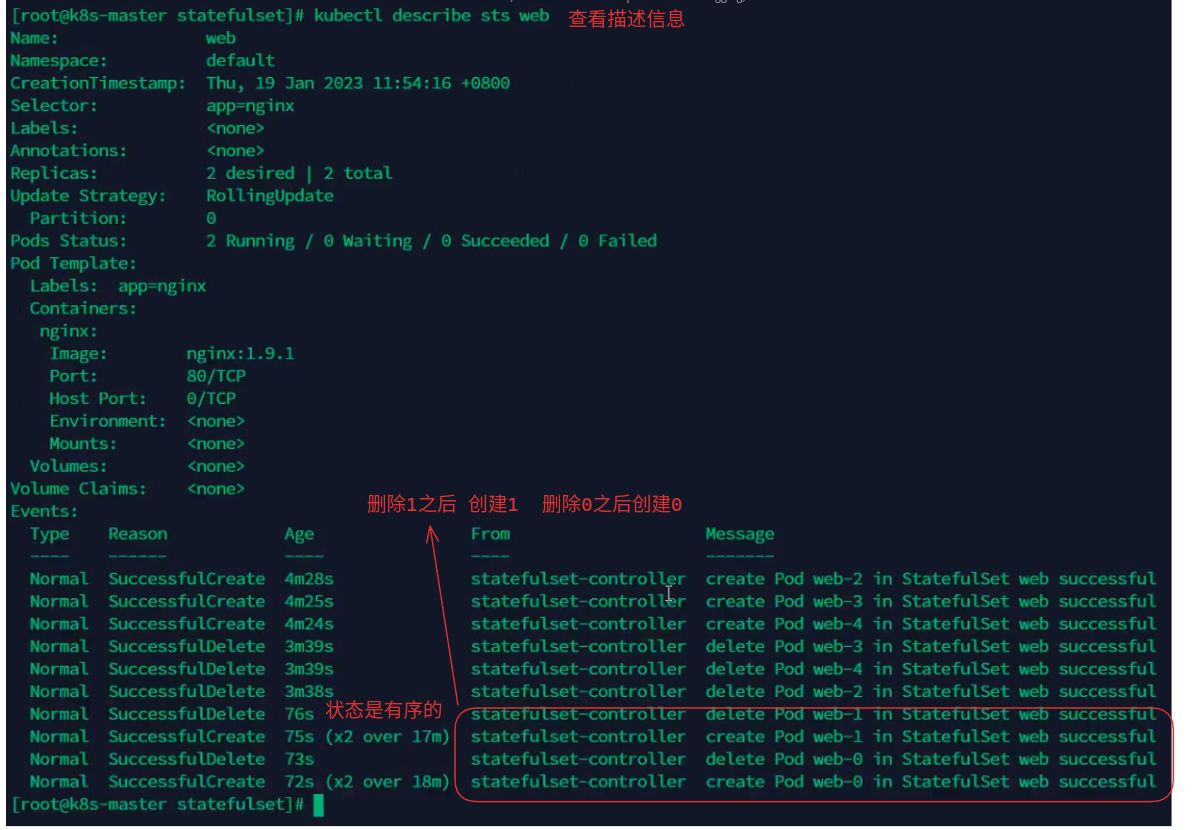 [root@k8s-master statefulset]# kubectl describe sts web 查看描述信息
Name: web
Namespace: default
CreationTimestamp: Thu, 19 Jan 2023 11:54:16 +0800
Selector: app=nginx
Labels: <none>
Annotations: <none>
Replicas: 2 desired | 2 total
Update Strategy: RollingUpdate
Partition: 0
Pods Status: 2 Running / 0 Waiting / 0 Succeeded / 0 Failed
Pod Template:
Labels: app=nginx
Containers:
nginx:
Image: nginx:1.9.1
Port: 80/TCP
Host Port: 0/TCP
Environment: <none>
Mounts: <none>
Volumes: <none>
Volume Claims: <none>
删除1之后 创建1 删除0之后创建0
Events:
Type Reason Age From Message
---- ------ ---- ---- -------
Normal SuccessfulCreate 4m28s statefulset-controller create Pod web-2 in StatefulSet web successful
Normal SuccessfulCreate 4m25s statefulset-controller create Pod web-3 in StatefulSet web successful
Normal SuccessfulCreate 4m24s statefulset-controller create Pod web-4 in StatefulSet web successful
Normal SuccessfulDelete 3m39s statefulset-controller delete Pod web-3 in StatefulSet web successful
Normal SuccessfulDelete 3m39s statefulset-controller delete Pod web-4 in StatefulSet web successful
Normal SuccessfulDelete 3m38s statefulset-controller delete Pod web-2 in StatefulSet web successful
Normal SuccessfulDelete 76s 状态是有序的 statefulset-controller delete Pod web-1 in StatefulSet web successful
Normal SuccessfulCreate 75s (x2 over 17m) statefulset-controller create Pod web-1 in StatefulSet web successful
Normal SuccessfulDelete 73s statefulset-controller delete Pod web-0 in StatefulSet web successful
Normal SuccessfulCreate 72s (x2 over 18m) statefulset-controller create Pod web-0 in StatefulSet web successful
[root@k8s-master statefulset]#